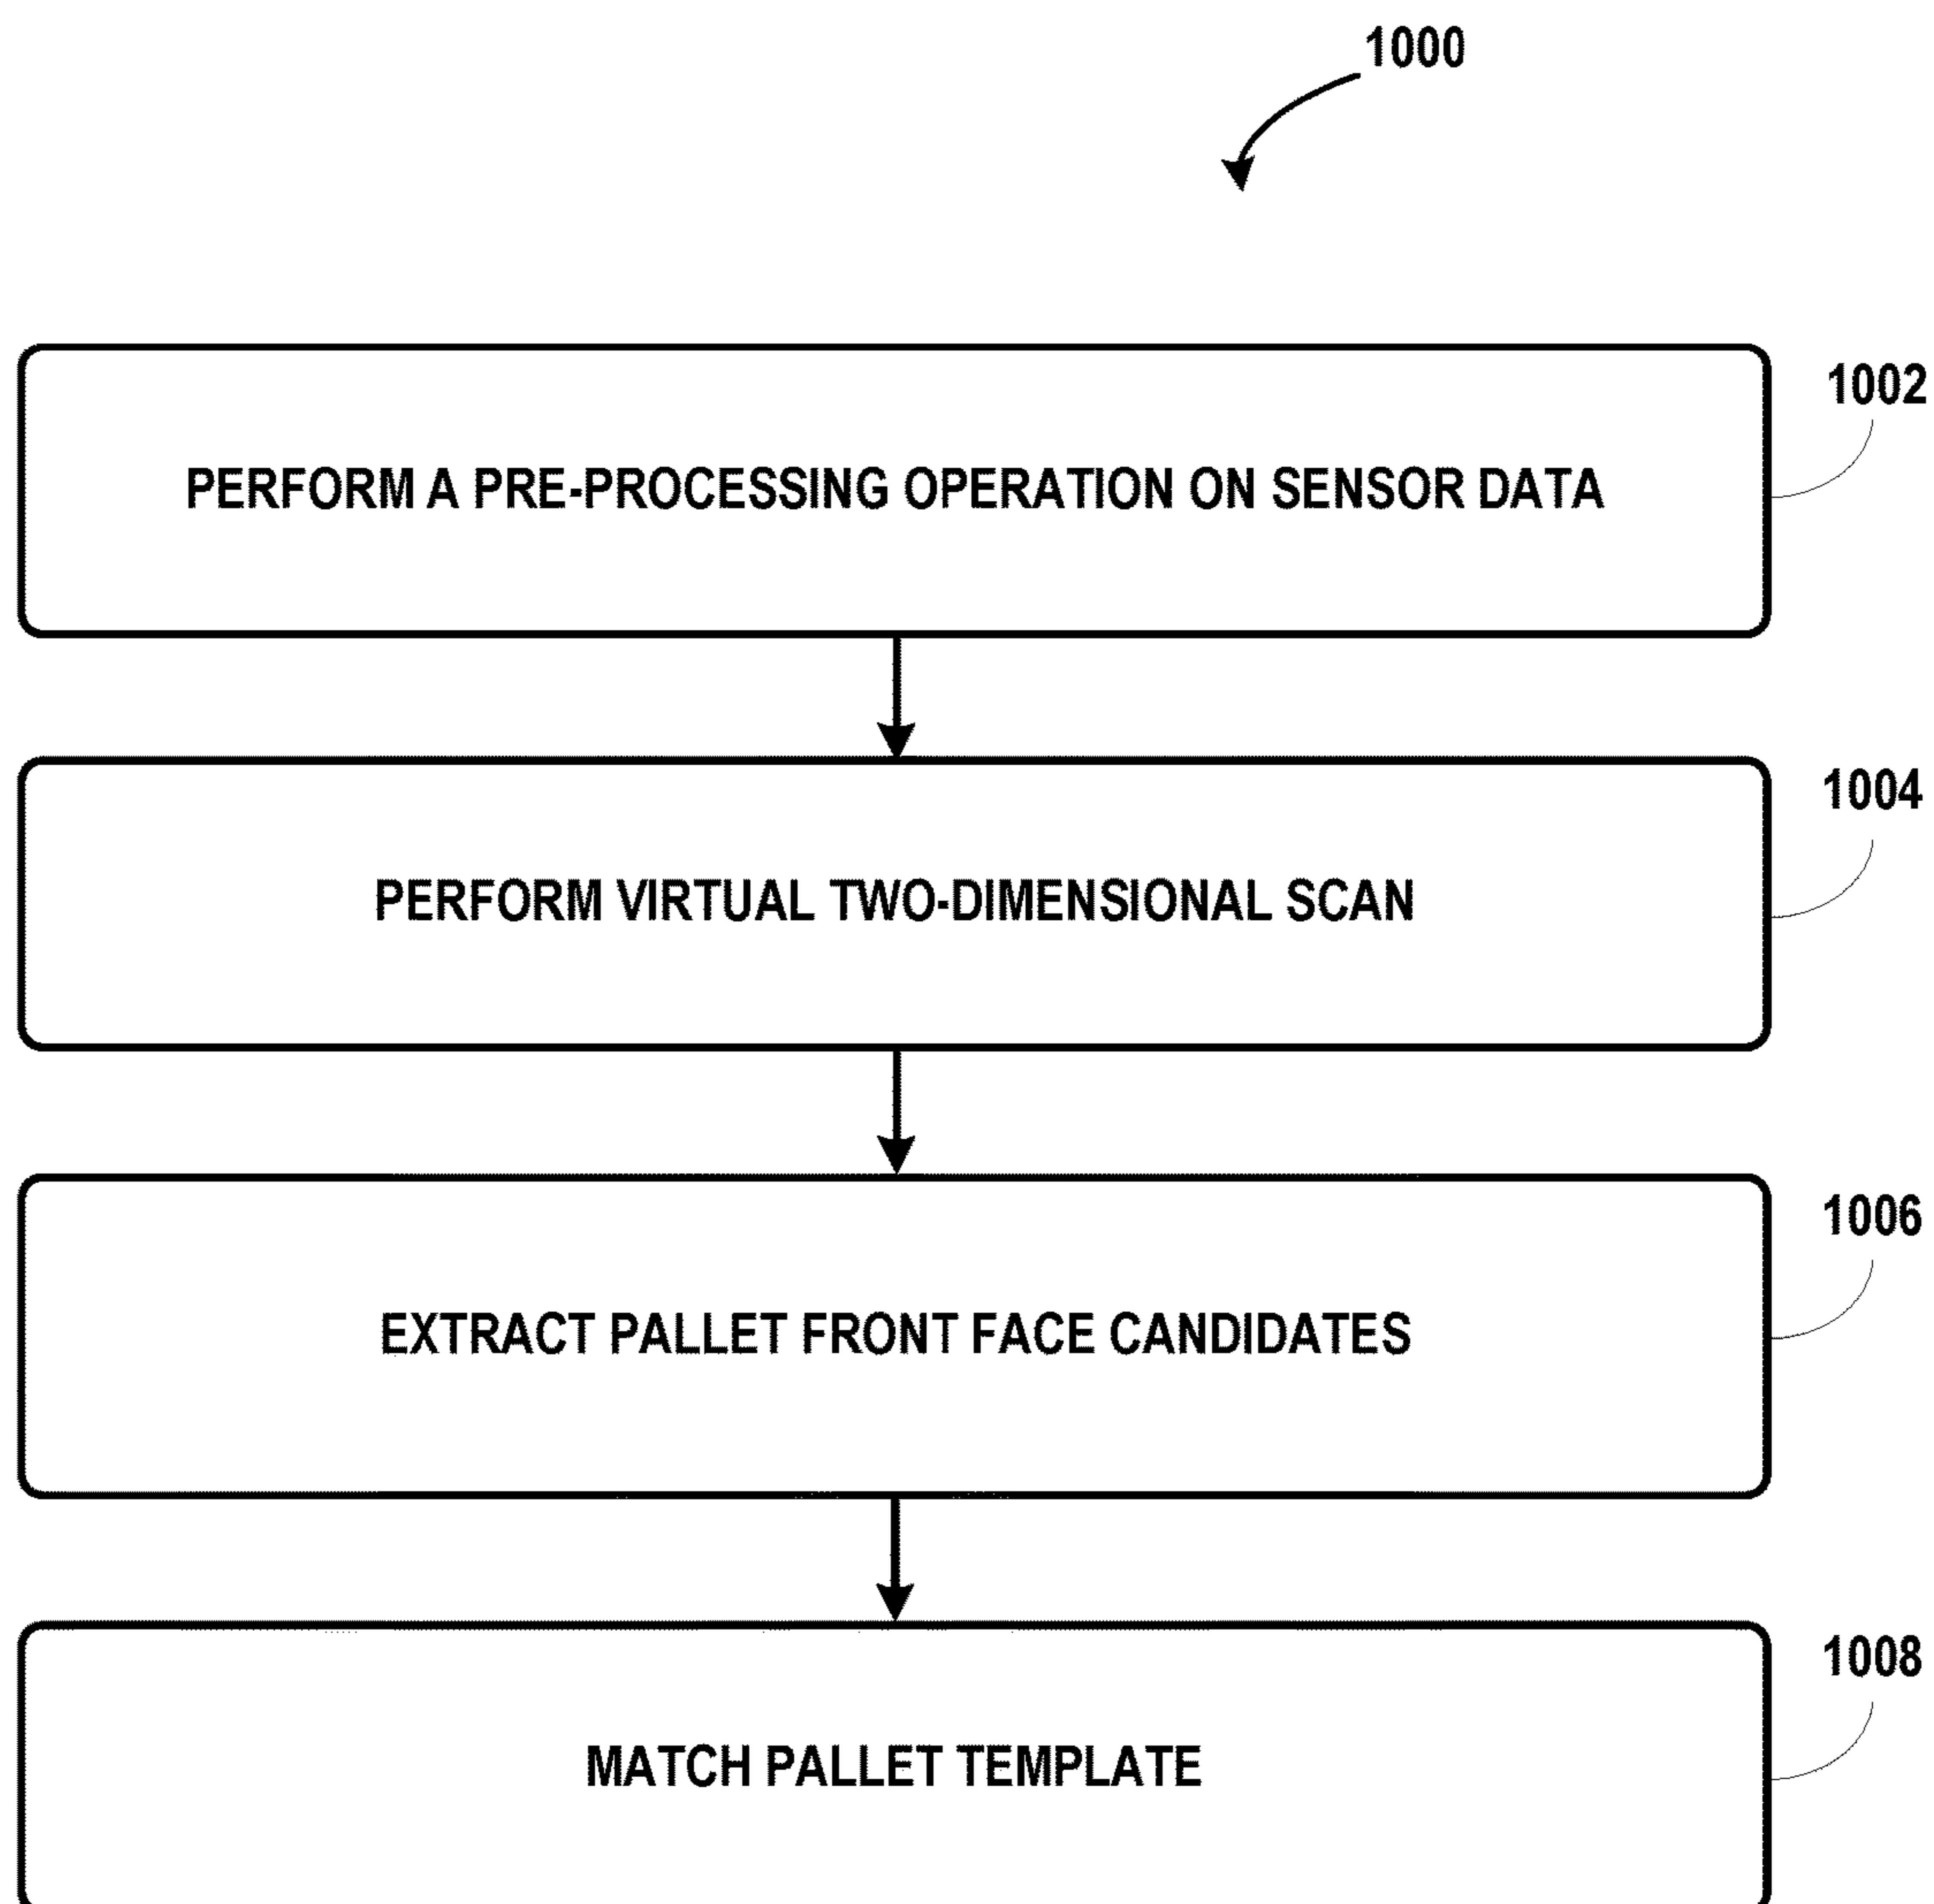 1000
1002
PERFORM A PRE-PROCESSING OPERATION ON SENSOR DATA
1004
PERFORM VIRTUAL TWO-DIMENSIONAL SCAN
1006
EXTRACT PALLET FRONT FACE CANDIDATES
1008
MATCH PALLET TEMPLATE